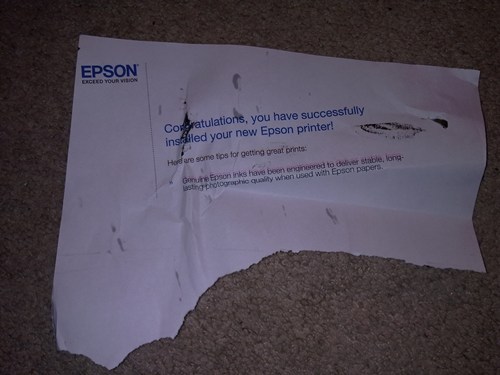 EPSON
EXCEED YOUR VISION
Congratulations, you have successfully
installed your new Epson printer!
Here are some tips for getting great prints:
Genuine Epson inks have been engineered to deliver stable, long-
lasting photographic quality when used with Epson papers.